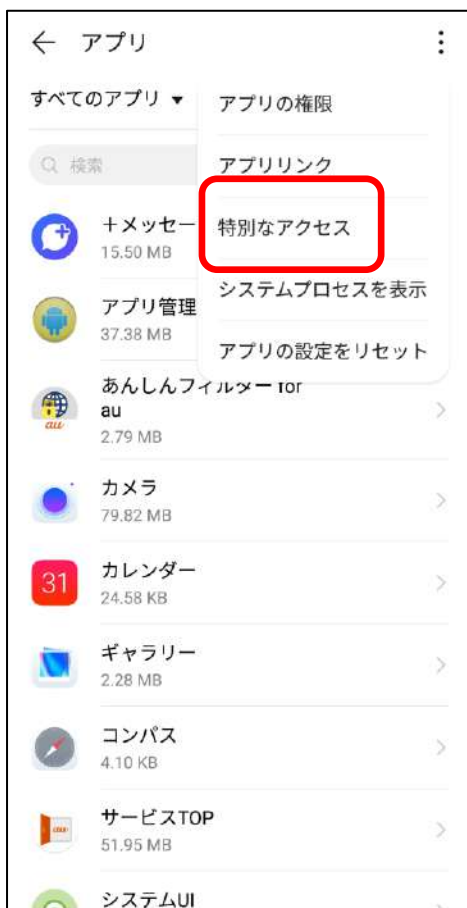 アプリ
すべてのアプリ
アプリの権限
検索
アプリリンク
特別なアクセス
システムプロセスを表示
アプリの設定をリセット
+メッセー
15.50 MB
アプリ管理
37.38 MB
あんしんフィルター for
au
2.79 MB
au
カメラ
79.82 MB
31
カレンダー
24.58 KB
ギャラリー
2.28 MB
コンパス
4.10 KB
au
サービスTOP
51.95 MB
システムUI